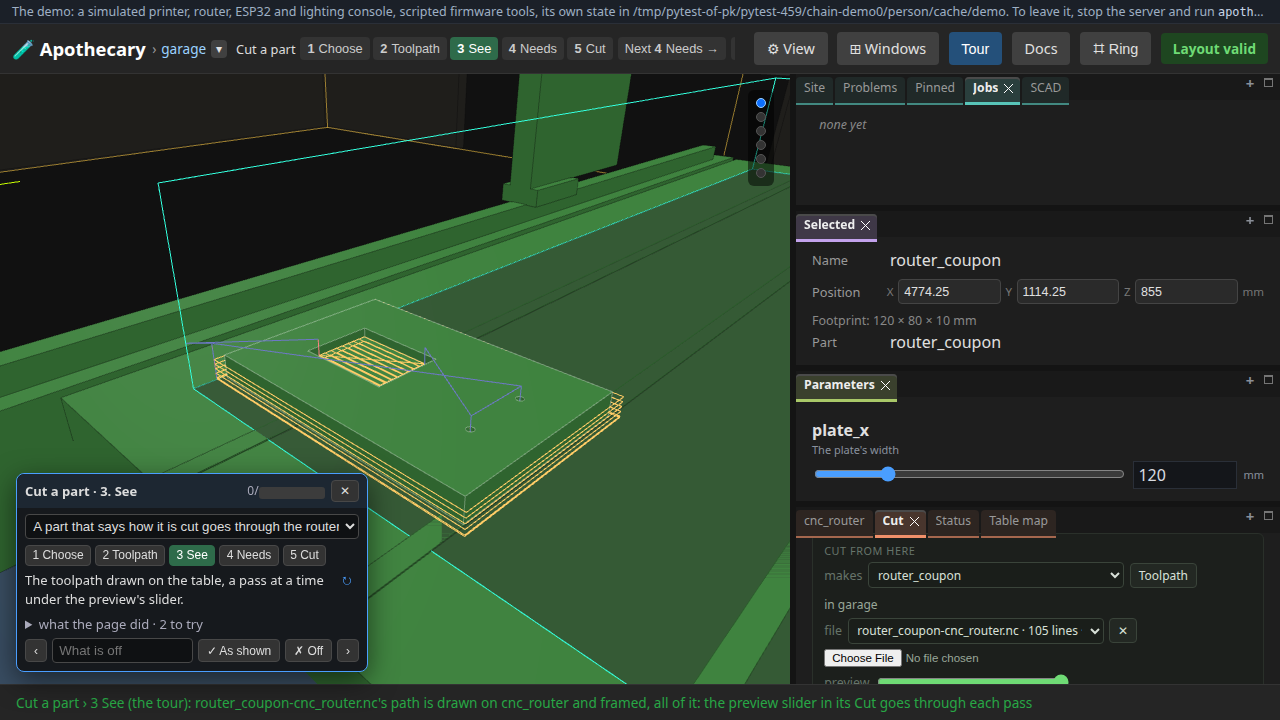 The demo: a simulated printer, router, ESP32 and lighting console, scripted firmware tools, its own state in /tmp/pytest-of-pk/pytest-459/chain-demo0/person/cache/demo. To leave it, stop the server and run apoth…
Apothecary › garage ▾ Cut a part 1 Choose 2 Toolpath 3 See 4 Needs 5 Cut Next 4 Needs → ⚙ View ⊞ Windows Tour Docs ⌗ Ring Layout valid
Site Problems Pinned Jobs SCAD
none yet
Selected
Name router_coupon
Position X 4774.25 Y 1114.25 Z 855 mm
Footprint: 120 × 80 × 10 mm
Part router_coupon
Parameters
plate_x
The plate's width
120 mm
cnc_router Cut Status Table map
CUT FROM HERE
makes router_coupon Toolpath
in garage
file router_coupon-cnc_router.nc · 105 lines ✕
Choose File No file chosen
preview
Cut a part · 3. See 0/ ✕
A part that says how it is cut goes through the router
1 Choose 2 Toolpath 3 See 4 Needs 5 Cut
The toolpath drawn on the table, a pass at a time ↻
under the preview's slider.
▶ what the page did · 2 to try
‹ What is off ✓ As shown ✗ Off ›
Cut a part › 3 See (the tour): router_coupon-cnc_router.nc's path is drawn on cnc_router and framed, all of it: the preview slider in its Cut goes through each pass